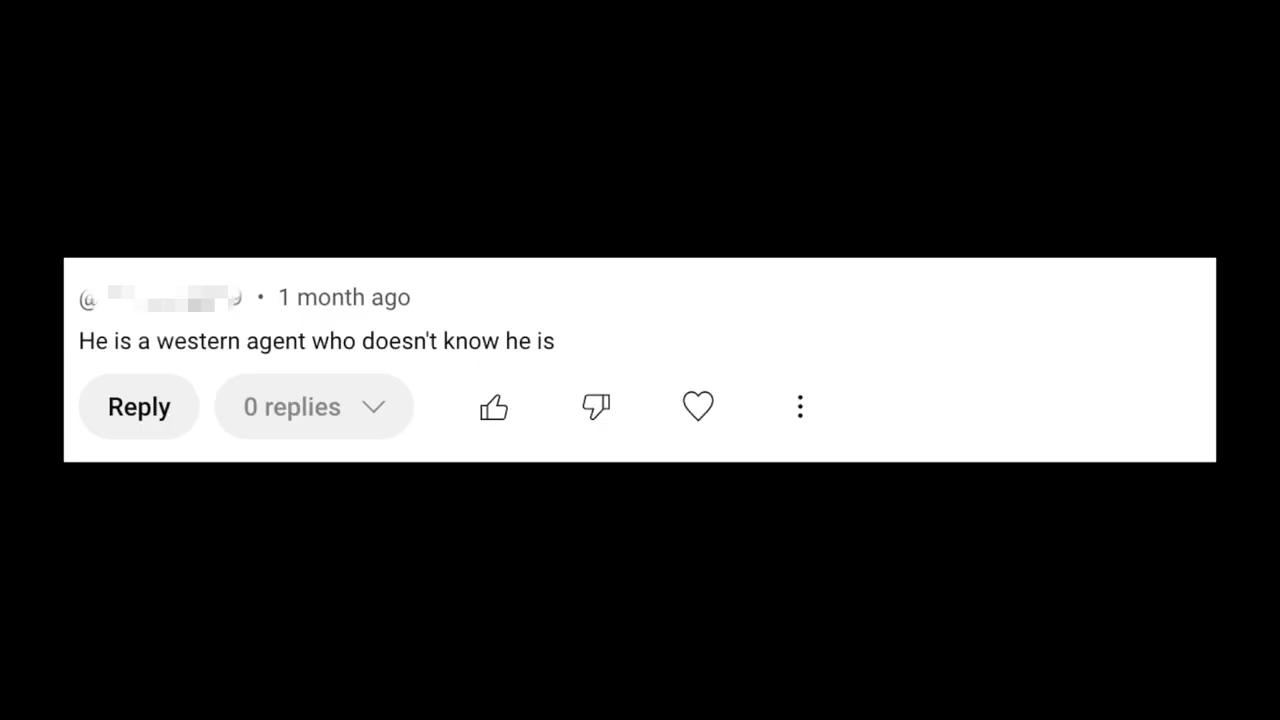 @ • 1 month ago
He is a western agent who doesn't know he is
Reply 0 replies